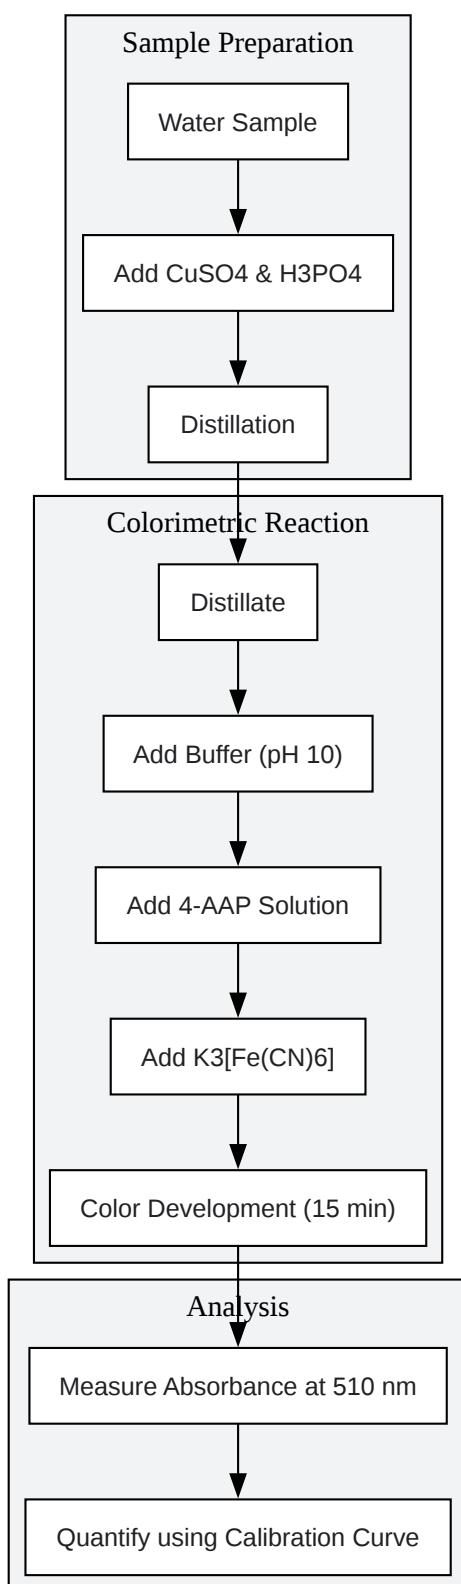 Sample Preparation
Water Sample
Add CuSO4 & H3PO4
Distillation
Colorimetric Reaction
Distillate
Add Buffer (pH 10)
Add 4-AAP Solution
Add K3[Fe(CN)6]
Color Development (15 min)
Analysis
Measure Absorbance at 510 nm
Quantify using Calibration Curve